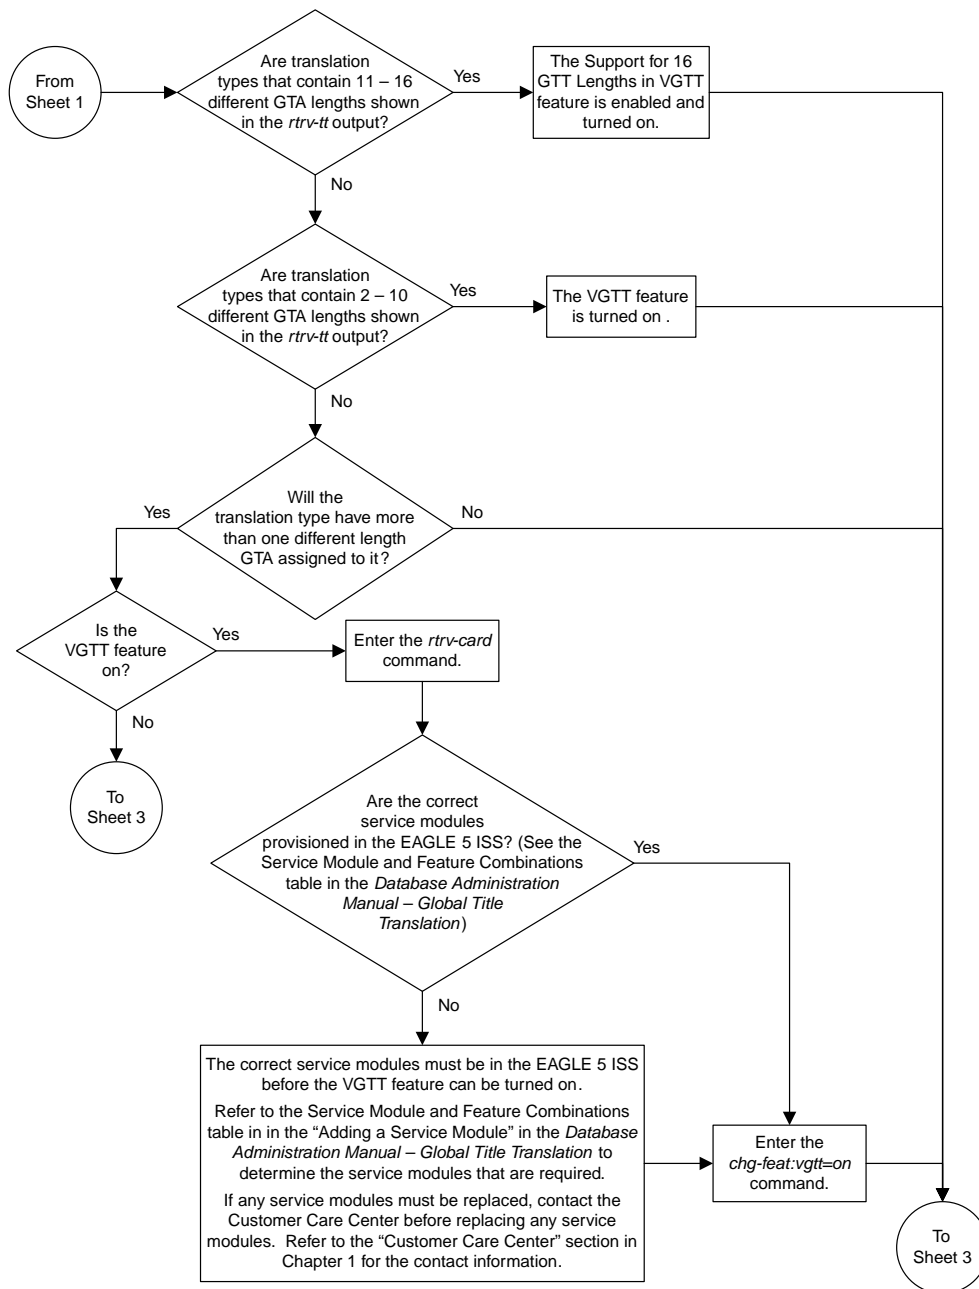 From
Sheet 1
Are translation
types that contain 11 – 16
different GTA lengths shown
in the rtrv-tt output?
Yes
The Support for 16
GTT Lengths in VGTT
feature is enabled and
turned on.
No
Are translation
types that contain 2 – 10
different GTA lengths shown
in the rtrv-tt output?
Yes
The VGTT feature
is turned on .
No
Will the
translation type have more
than one different length
GTA assigned to it?
Yes
No
Is the
VGTT feature
on?
Yes
Enter the rtrv-card
command.
No
To
Sheet 3
Are the correct
service modules
provisioned in the EAGLE 5 ISS? (See the
Service Module and Feature Combinations
table in the Database Administration
Manual – Global Title
Translation)
Yes
No
The correct service modules must be in the EAGLE 5 ISS
before the VGTT feature can be turned on.
Refer to the Service Module and Feature Combinations
table in in the “Adding a Service Module” in the Database
Administration Manual – Global Title Translation to
determine the service modules that are required.
If any service modules must be replaced, contact the
Customer Care Center before replacing any service
modules.  Refer to the “Customer Care Center” section in
Chapter 1 for the contact information.
Enter the
chg-feat:vgtt=on
command.
To
Sheet 3